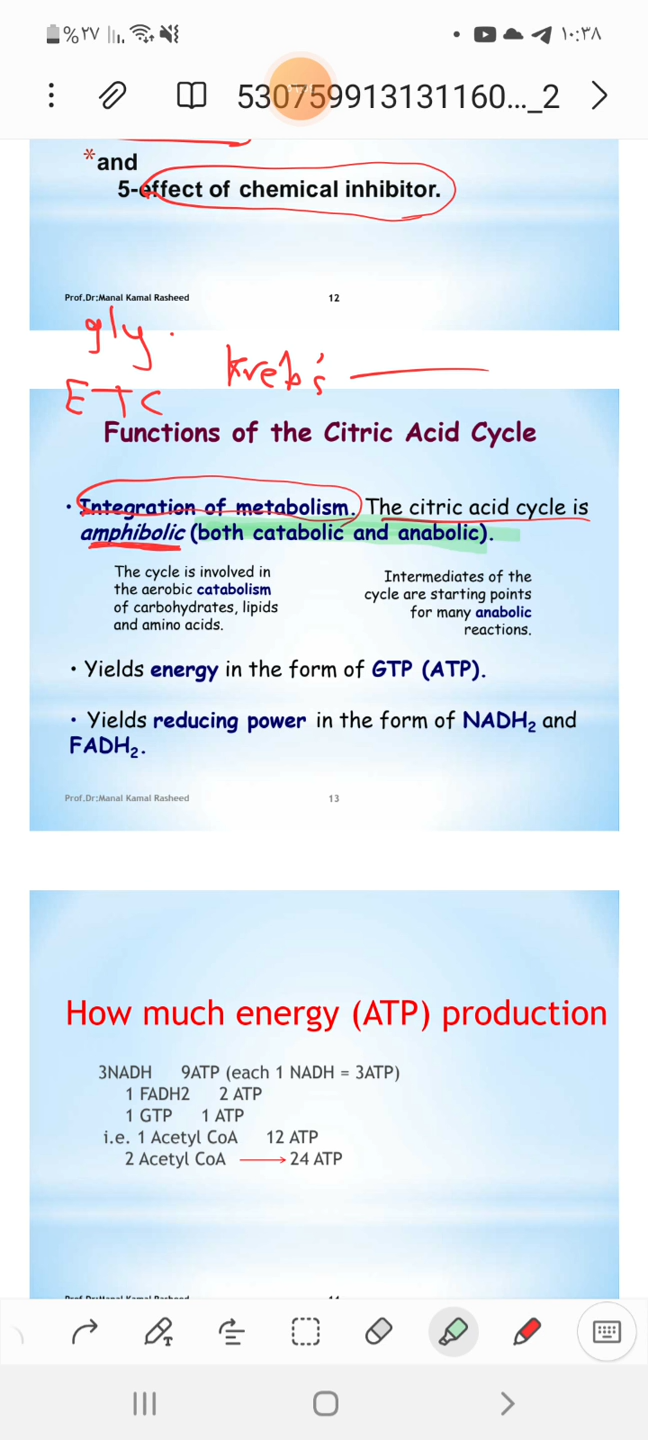 %٢٧ ١٠:٣٨
530759913131160..._2
*and
5-effect of chemical inhibitor.
Prof.Dr:Manal Kamal Rasheed 12
gly.
Kreb's
ETC
Functions of the Citric Acid Cycle
• Integration of metabolism. The citric acid cycle is
amphibolic (both catabolic and anabolic).
The cycle is involved in
the aerobic catabolism
of carbohydrates, lipids
and amino acids.
Intermediates of the
cycle are starting points
for many anabolic
reactions.
• Yields energy in the form of GTP (ATP).
• Yields reducing power in the form of NADH₂ and
FADH₂.
Prof.Dr:Manal Kamal Rasheed 13
How much energy (ATP) production
3NADH 9ATP (each 1 NADH = 3ATP)
1 FADH2 2 ATP
1 GTP 1 ATP
i.e. 1 Acetyl CoA 12 ATP
2 Acetyl CoA → 24 ATP